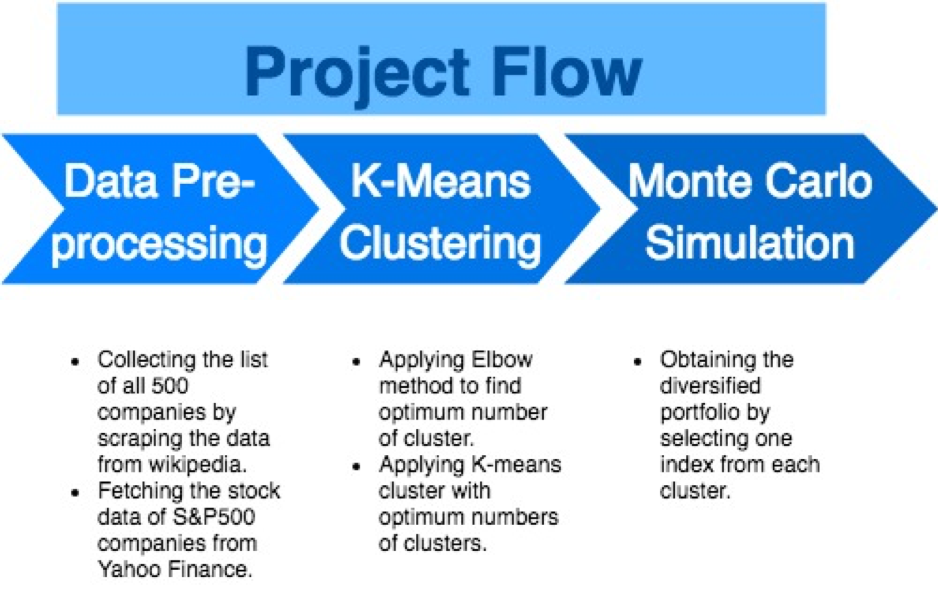 Project Flow
Data Pre-
processing
K-Means
Clustering
Monte Carlo
Simulation
• Collecting the list
of all 500
companies by
scraping the data
from wikipedia.
• Fetching the stock
data of S&P500
companies from
Yahoo Finance.
• Applying Elbow
method to find
optimum number
of cluster.
• Applying K-means
cluster with
optimum numbers
of clusters.
• Obtaining the
diversified
portfolio by
selecting one
index from each
cluster.